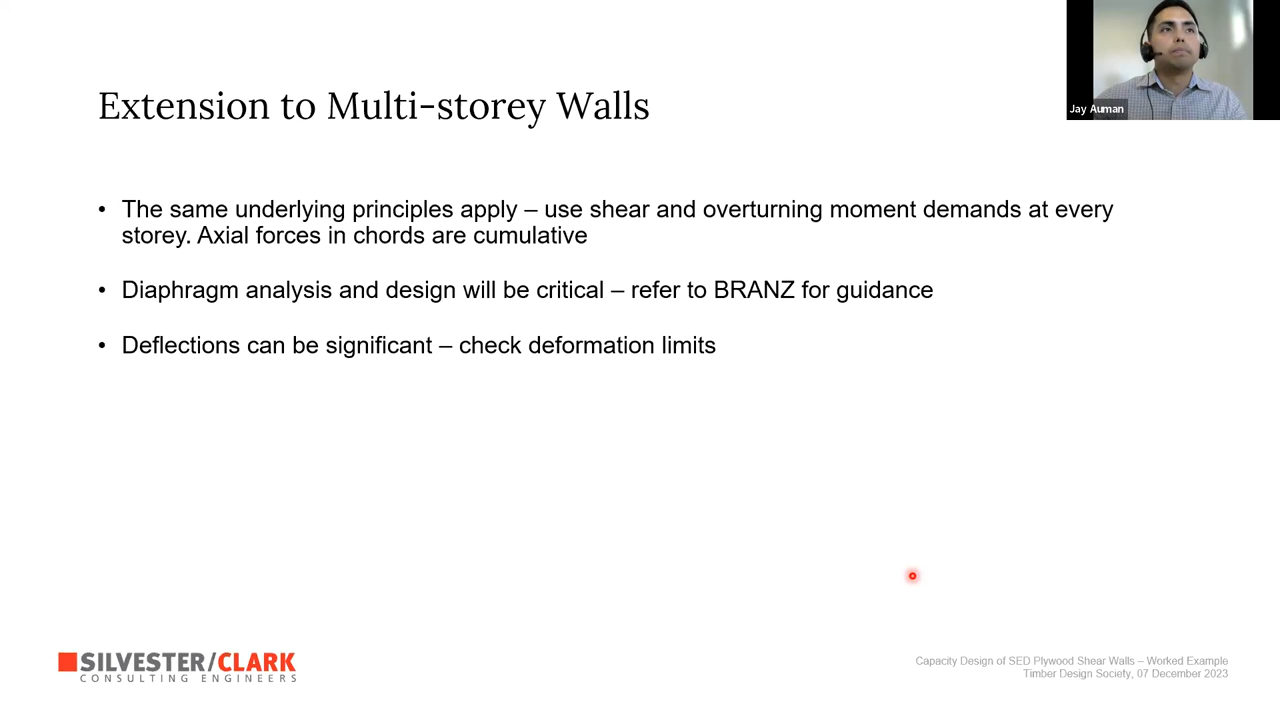 Jay Auman
Extension to Multi-storey Walls
• The same underlying principles apply – use shear and overturning moment demands at every
storey. Axial forces in chords are cumulative
• Diaphragm analysis and design will be critical – refer to BRANZ for guidance
• Deflections can be significant – check deformation limits
SILVESTER/CLARK
CONSULTING ENGINEERS
Capacity Design of SED Plywood Shear Walls – Worked Example
Timber Design Society, 07 December 2023